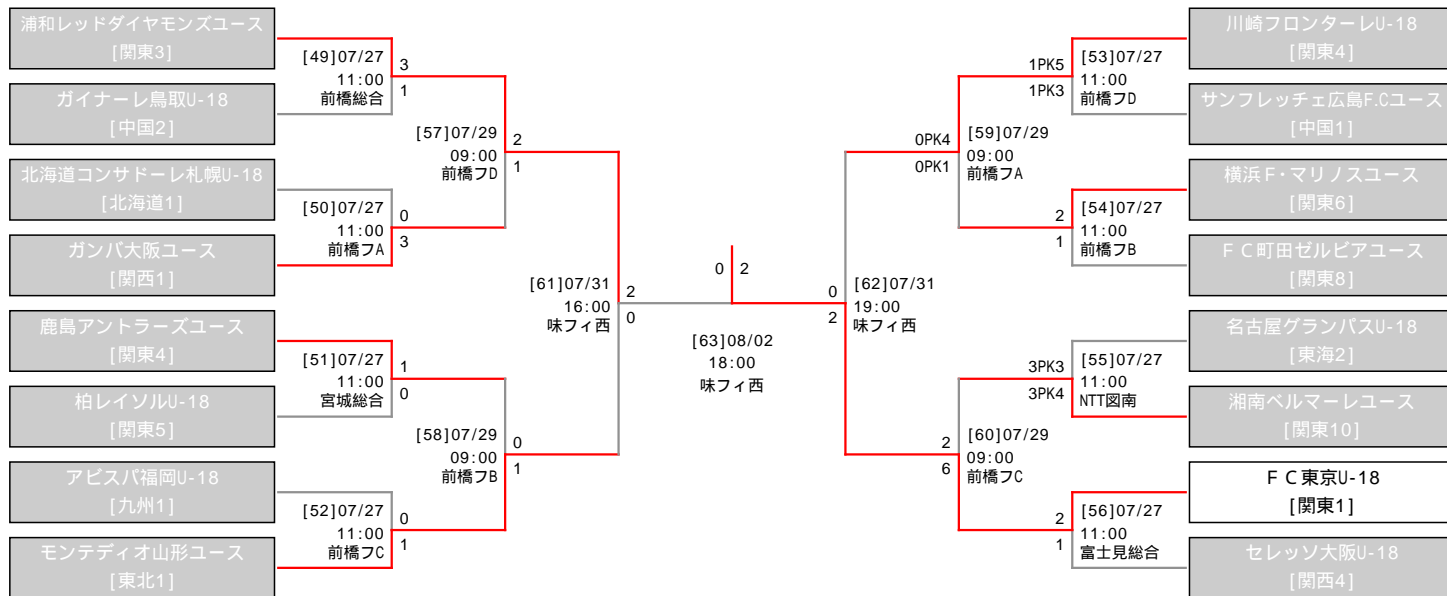 浦和レッドダイヤモンズユース
[関東3]
ガイナーレ鳥取U-18
[中国2]
北海道コンサドーレ札幌U-18
[北海道1]
ガンバ大阪ユース
[関西1]
鹿島アントラーズユース
[関東4]
柏レイソルU-18
[関東5]
アビスパ福岡U-18
[九州1]
モンテディオ山形ユース
[東北1]
[49]07/27
11:00
前橋総合
3
1
[50]07/27
11:00
前橋フA
0
3
[51]07/27
11:00
宮城総合
1
0
[52]07/27
11:00
前橋フC
0
1
[57]07/29
09:00
前橋フD
2
1
[58]07/29
09:00
前橋フB
0
1
[61]07/31
16:00
味フィ西
2
0
0 2
[63]08/02
18:00
味フィ西
0
2
[62]07/31
19:00
味フィ西
0PK4
0PK1
[59]07/29
09:00
前橋フA
2
6
[60]07/29
09:00
前橋フC
1PK5
1PK3
[53]07/27
11:00
前橋フD
2
1
[54]07/27
11:00
前橋フB
3PK3
3PK4
[55]07/27
11:00
NTT図南
2
1
[56]07/27
11:00
富士見総合
川崎フロンターレU-18
[関東4]
サンフレッチェ広島F.Cユース
[中国1]
横浜F・マリノスユース
[関東6]
ＦＣ町田ゼルビアユース
[関東8]
名古屋グランパスU-18
[東海2]
湘南ベルマーレユース
[関東10]
ＦＣ東京U-18
[関東1]
セレッソ大阪U-18
[関西4]